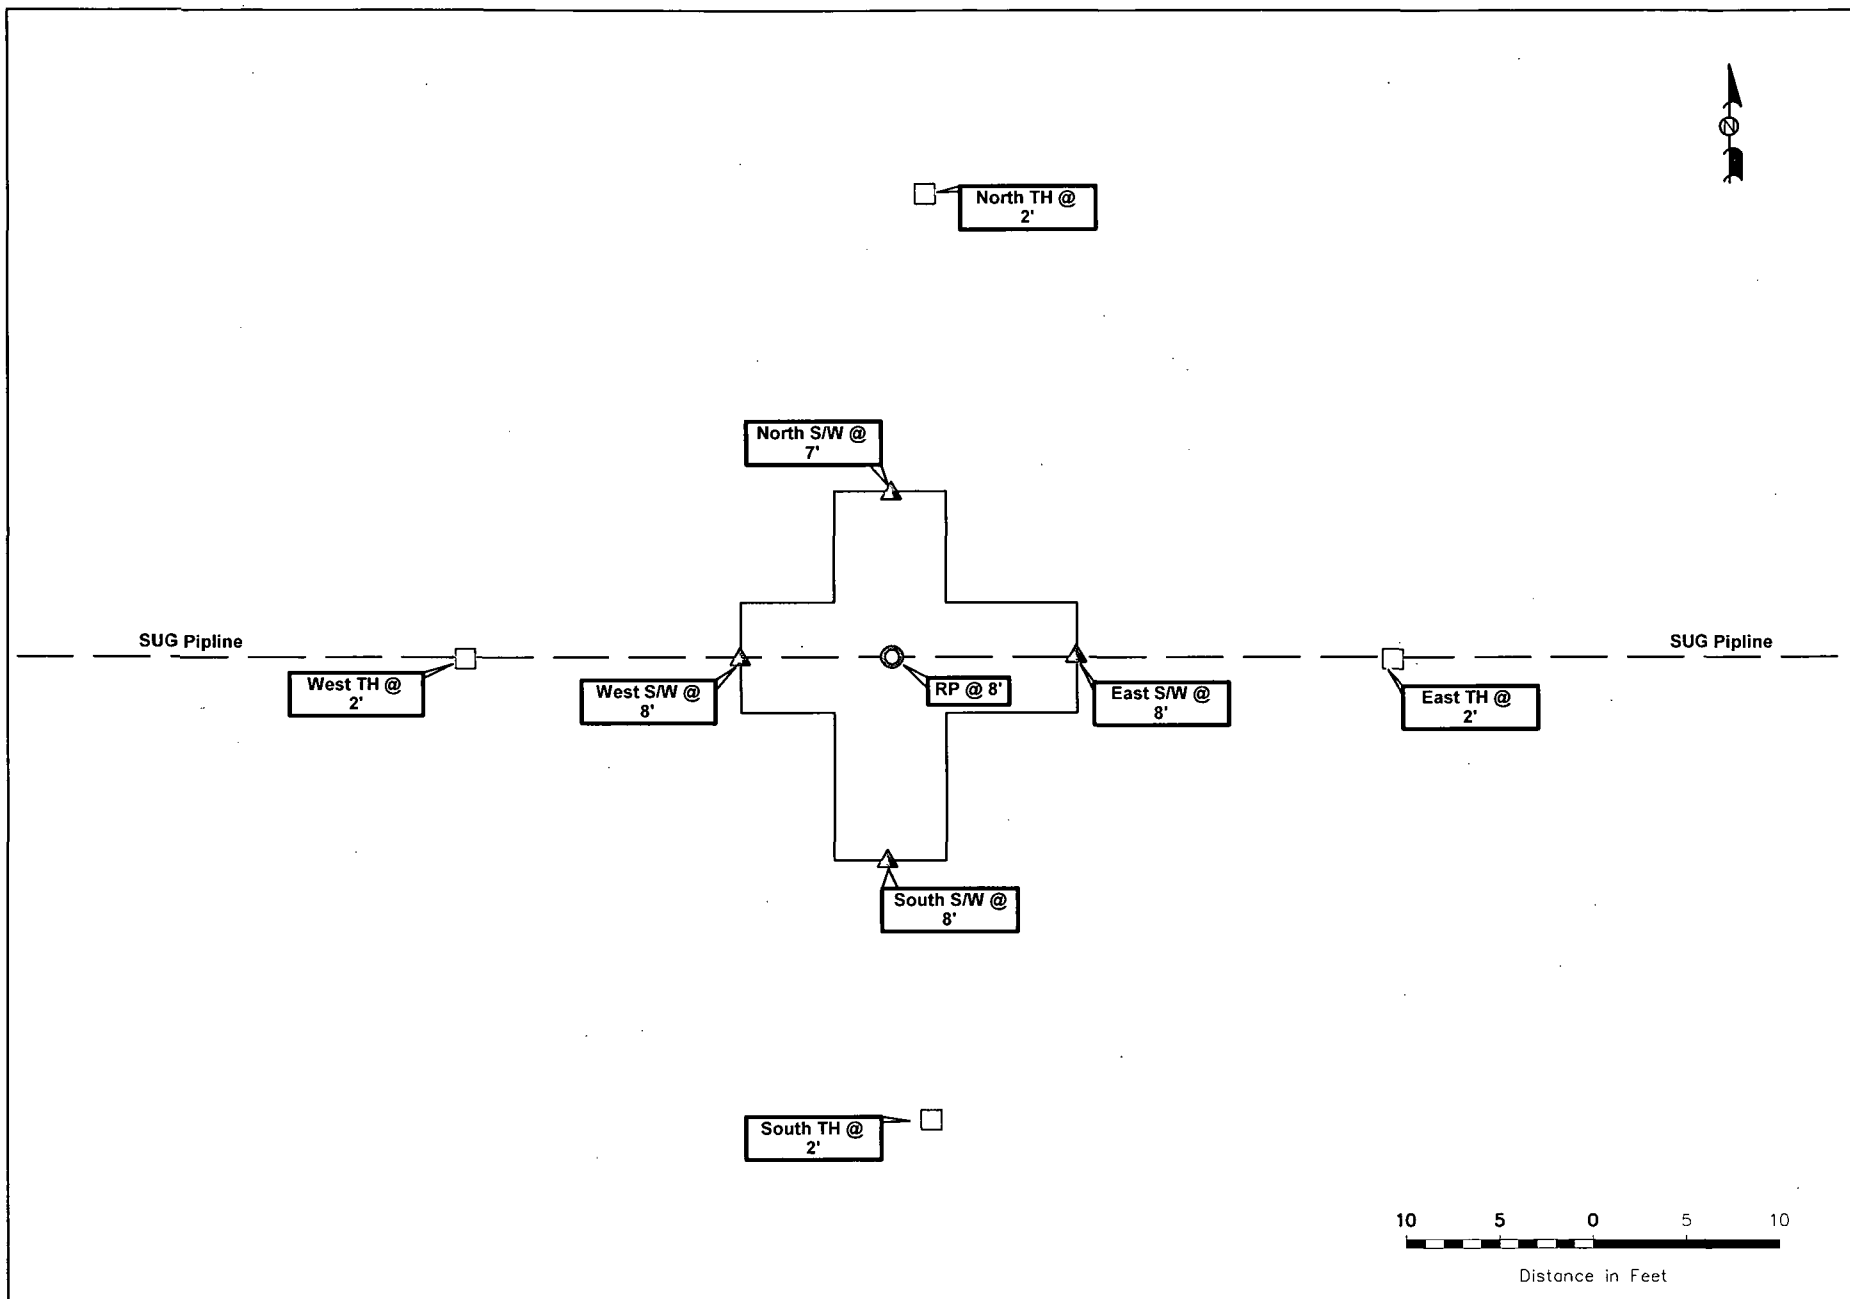 N
North TH @
2'
North S/W @
7'
SUG Pipline
SUG Pipline
West TH @
2'
West S/W @
8'
RP @ 8'
East S/W @
8'
East TH @
2'
South S/W @
8'
South TH @
2'
10 5 0 5 10
Distance in Feet